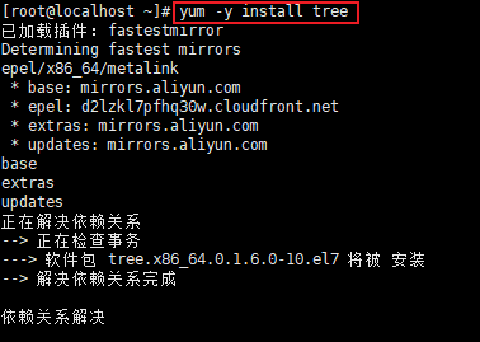 [root@localhost ~]# yum -y install tree
已加载插件：fastestmirror
Determining fastest mirrors
epel/x86_64/metalink
 * base: mirrors.aliyun.com
 * epel: d2lzkl7pfhq30w.cloudfront.net
 * extras: mirrors.aliyun.com
 * updates: mirrors.aliyun.com
base
extras
updates
正在解决依赖关系
--> 正在检查事务
---> 软件包 tree.x86_64.0.1.6.0-10.el7 将被 安装
--> 解决依赖关系完成
依赖关系解决